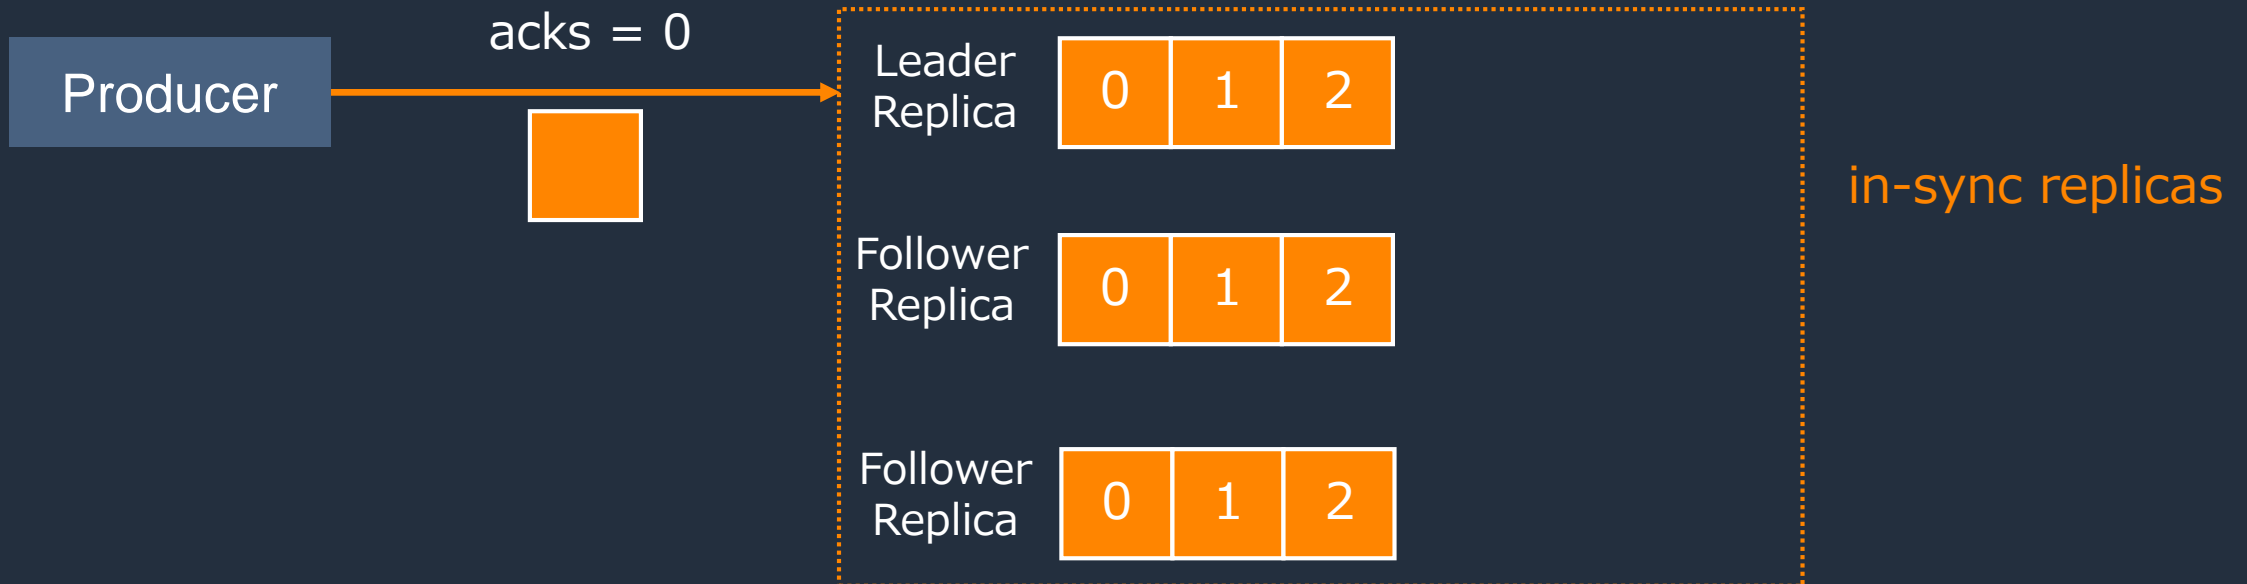 acks = 0
Producer
Leader
Replica
0 1 2
in-sync replicas
Follower
Replica
0 1 2
Follower
Replica
0 1 2